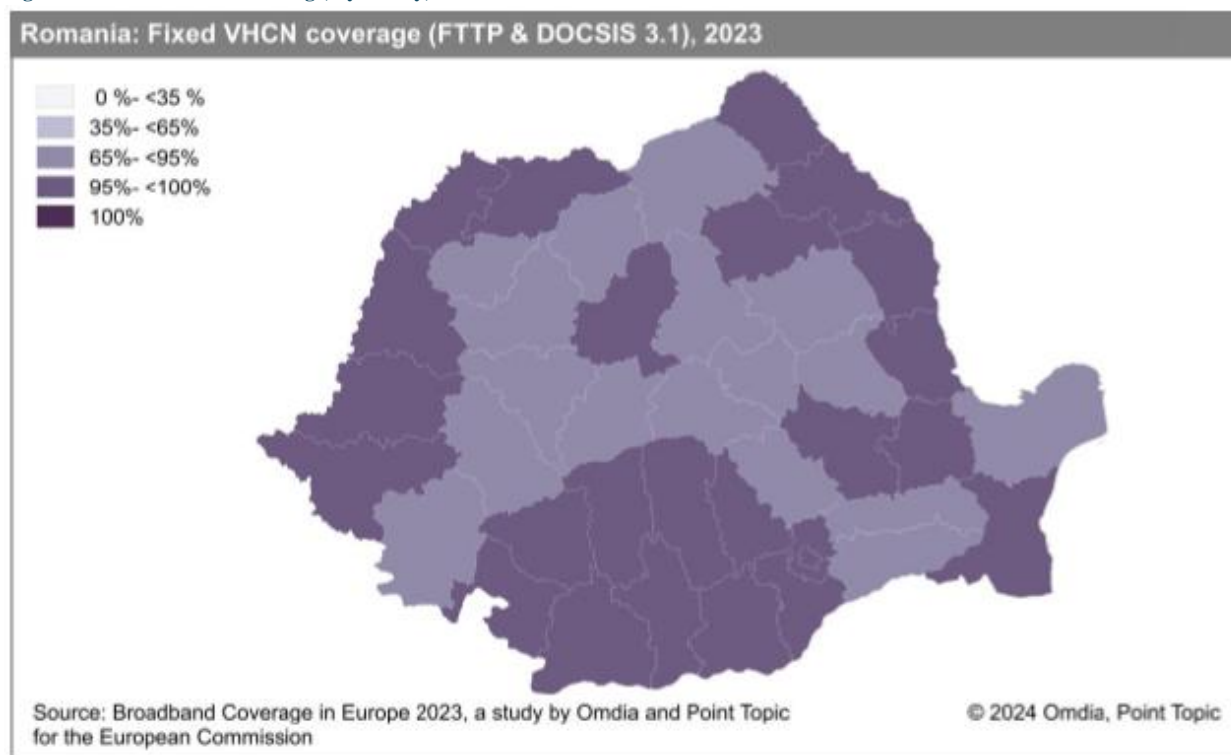 Romania: Fixed VHCN coverage (FTTP & DOCSIS 3.1), 2023
0 %- <35 %
35%- <65%
65%- <95%
95%- <100%
100%
Source: Broadband Coverage in Europe 2023, a study by Omdia and Point Topic
for the European Commission
© 2024 Omdia, Point Topic